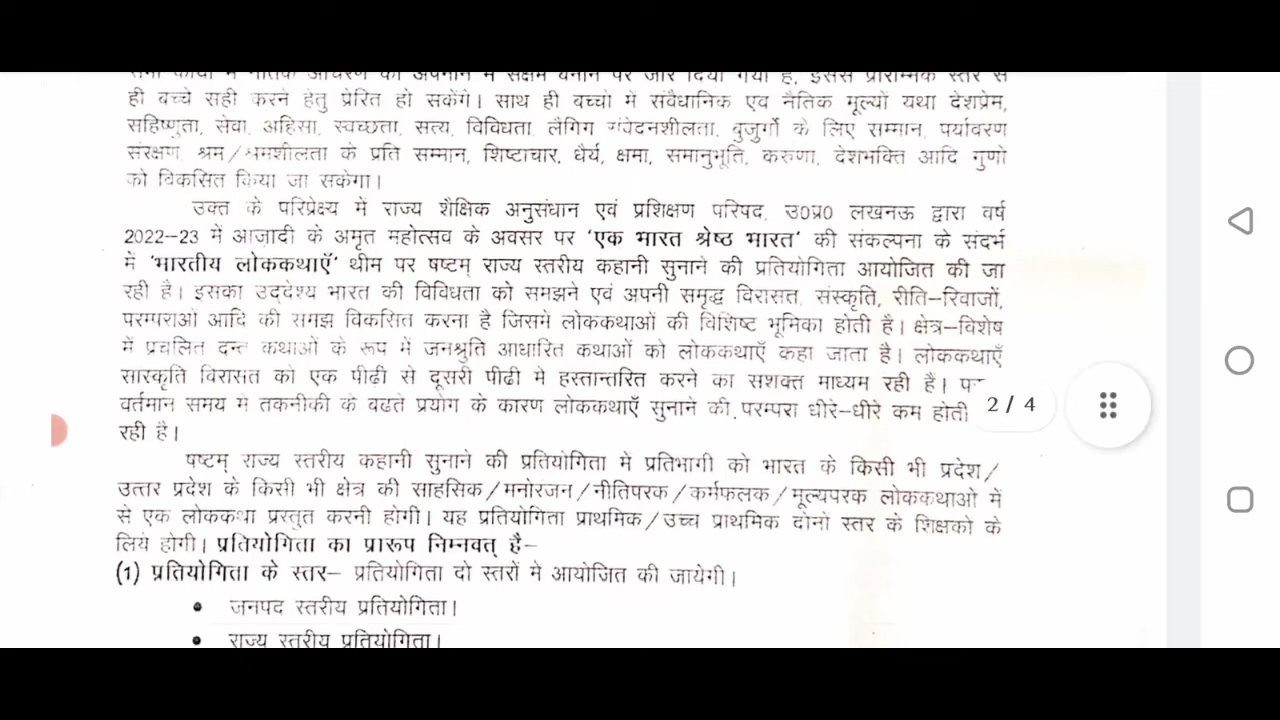 ही बच्चे सही करने हेतु प्रेरित हो सकेंगे। साथ ही बच्चो में संवैधानिक एव नैतिक मूल्यों यथा देशप्रेम,
सहिष्णुता, सेवा, अहिसा, स्वच्छता, सत्य, विविधता, लैगिग संवेदनशीलता, बुजुर्गो के लिए सम्मान, पर्यावरण
संरक्षण, श्रम/श्रमशीलता के प्रति सम्मान, शिष्टाचार, धैर्य, क्षमा, समानुभूति, करुणा, देशभक्ति आदि गुणो
को विकसित किया जा सकेगा।
उक्त के परिप्रेक्ष्य में राज्य शैक्षिक अनुसंधान एवं प्रशिक्षण परिषद, उ0प्र0 लखनऊ द्वारा वर्ष
2022-23 में आज़ादी के अमृत महोत्सव के अवसर पर 'एक भारत श्रेष्ठ भारत' की संकल्पना के संदर्भ
में 'भारतीय लोककथाएँ' थीम पर षष्टम् राज्य स्तरीय कहानी सुनाने की प्रतियोगिता आयोजित की जा
रही है। इसका उद्देश्य भारत की विविधता को समझने एवं अपनी समृद्ध विरासत, संस्कृति, रीति-रिवाजों,
परम्पराओं आदि की समझ विकसित करना है जिसमे लोककथाओं की विशिष्ट भूमिका होती है। क्षेत्र-विशेष
में प्रचलित दन्त कथाओं के रूप में जनश्रुति आधारित कथाओं को लोककथाएँ कहा जाता है। लोककथाएँ
सास्कृति विरासत को एक पीढी से दूसरी पीढी मे हस्तान्तरित करने का सशक्त माध्यम रही है।
वर्तमान समय मे तकनीकी के बढते प्रयोग के कारण लोककथाएँ सुनाने की परम्परा धीरे-धीरे कम होती
2 / 4
रही है।
षष्टम् राज्य स्तरीय कहानी सुनाने की प्रतियोगिता मे प्रतिभागी को भारत के किसी भी प्रदेश/
उत्तर प्रदेश के किसी भी क्षेत्र की साहसिक/मनोरजन/नीतिपरक/कर्मफलक/मूल्यपरक लोककथाओ में
से एक लोककथा प्रस्तुत करनी होगी। यह प्रतियोगिता प्राथमिक/उच्च प्राथमिक दोनो स्तर के शिक्षको के
लिये होगी। प्रतियोगिता का प्रारूप निम्नवत् है-
(1) प्रतियोगिता के स्तर- प्रतियोगिता दो स्तरों मे आयोजित की जायेगी।
• जनपद स्तरीय प्रतियोगिता।
• राज्य स्तरीय प्रतियोगिता।